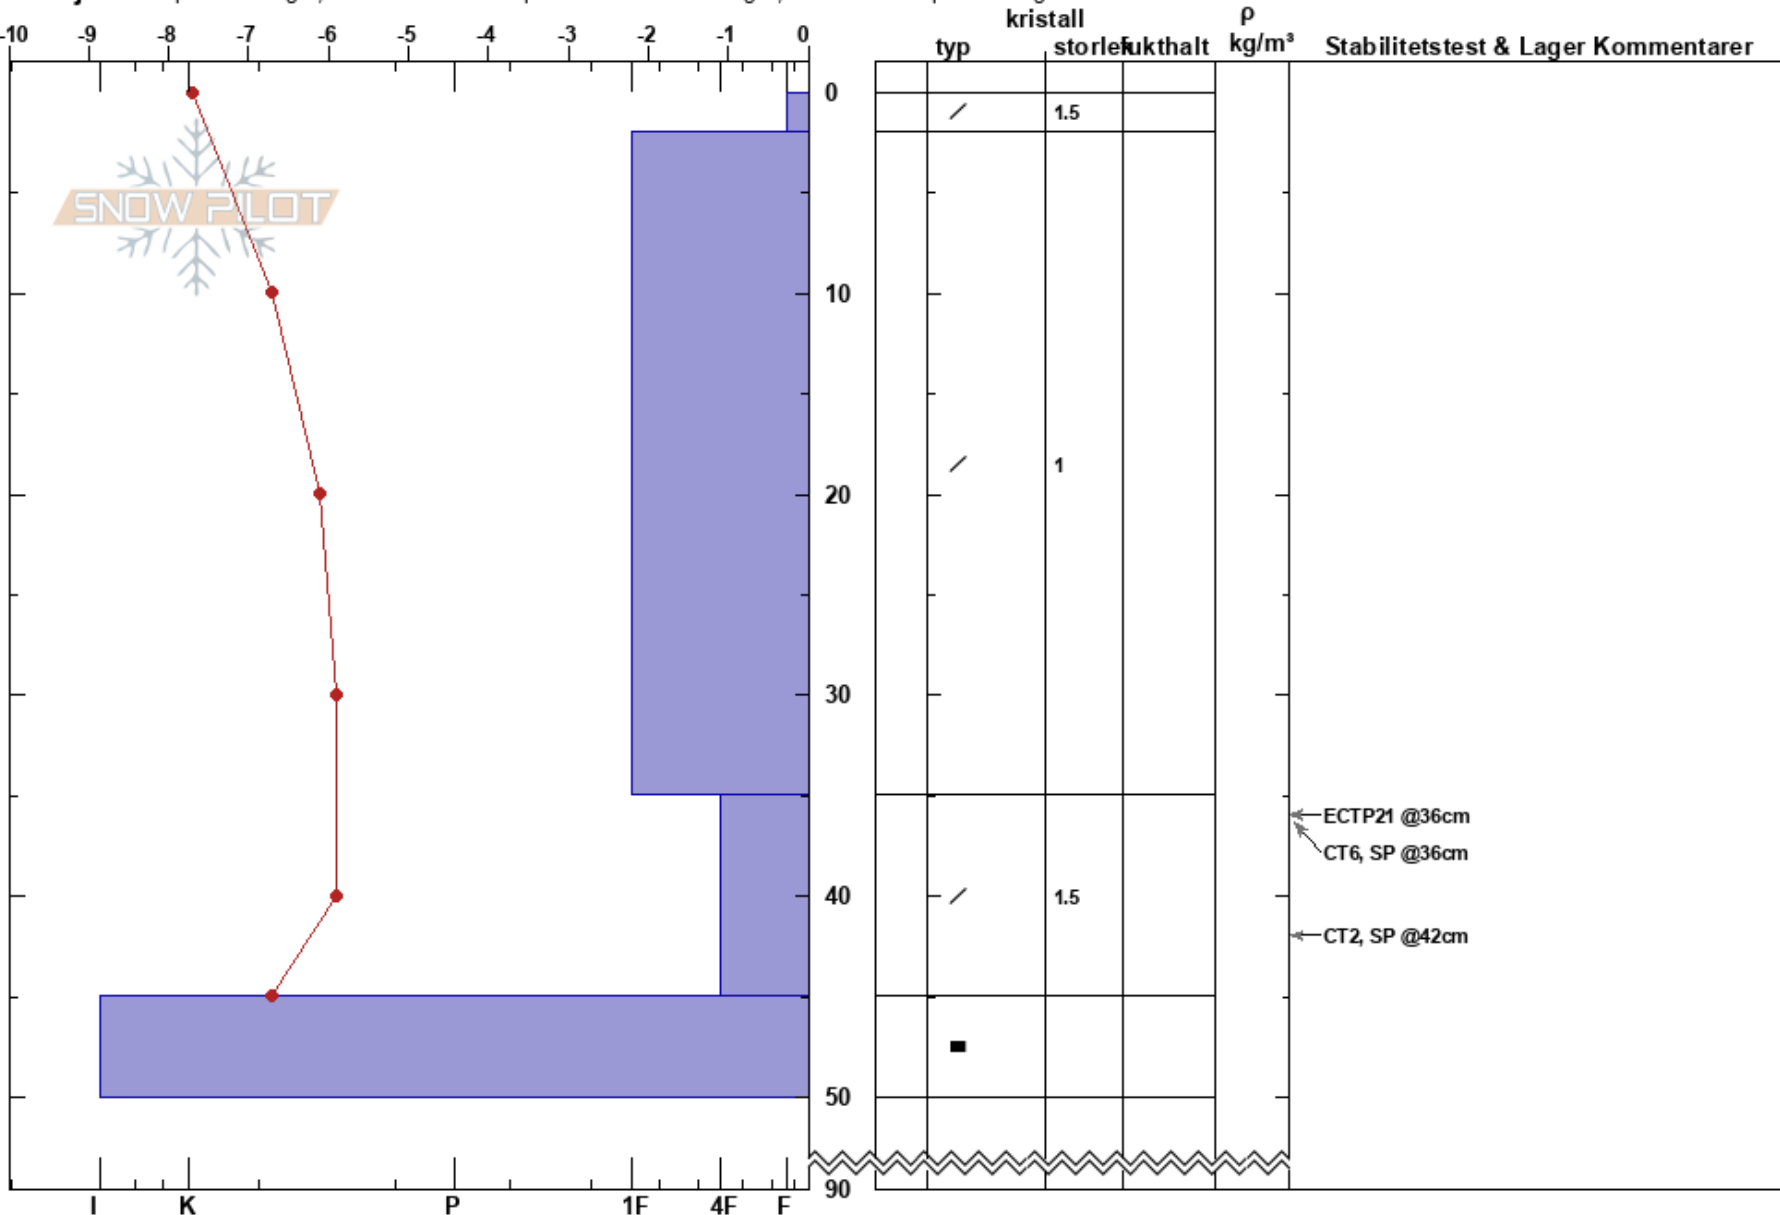 kristall
ρ
-10 -9 -8 -7 -6 -5 -4 -3 -2 -1 0
typ storlek fukthalt kg/m³ Stabilitetstest & Lager Kommentarer
0
1.5
SNOW PILOT
10
1
20
30
ECTP21 @36cm
CT6, SP @36cm
40
1.5
CT2, SP @42cm
50
90
I K P 1F 4F F